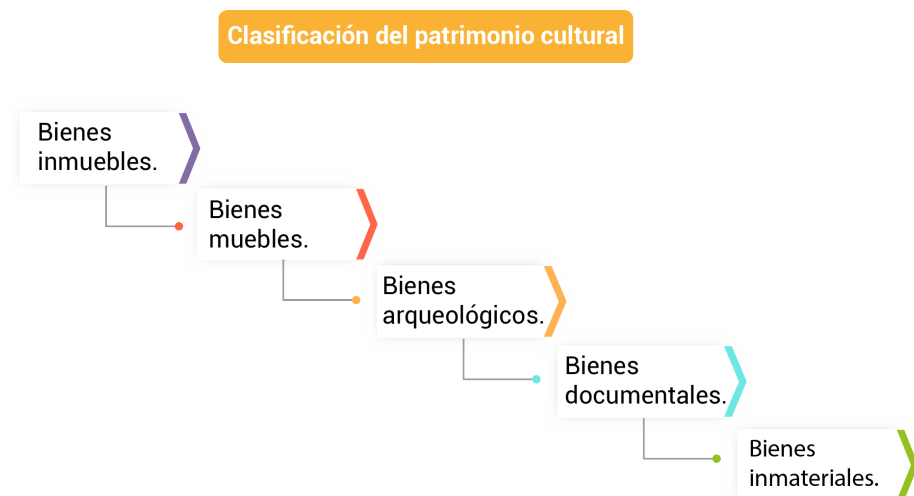 Clasificación del patrimonio cultural
Bienes
inmuebles.
Bienes
muebles.
Bienes
arqueológicos.
Bienes
documentales.
Bienes
inmateriales.